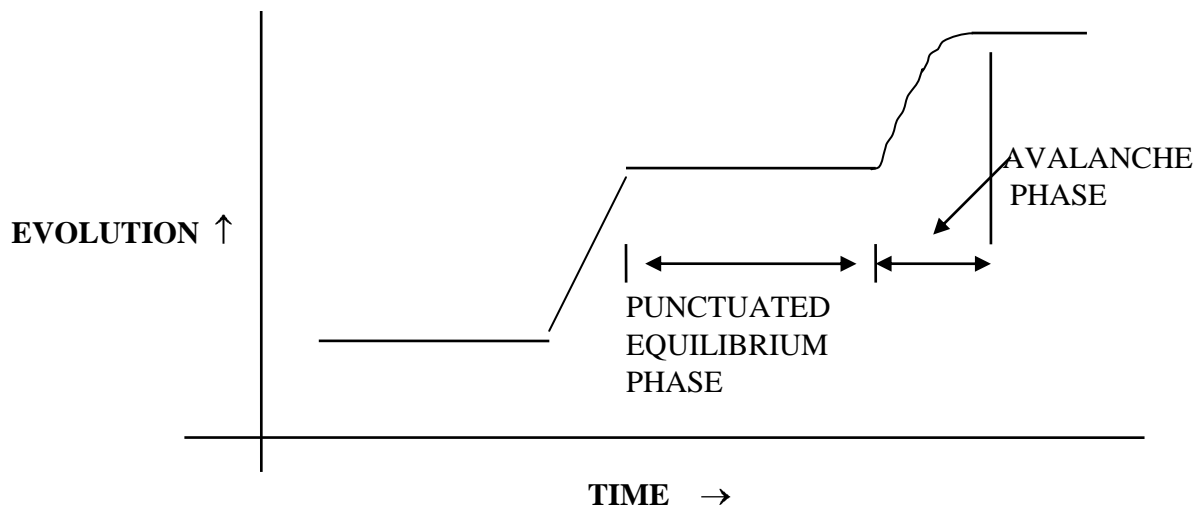 AVALANCHE
PHASE
EVOLUTION ↑
PUNCTUATED
EQUILIBRIUM
PHASE
TIME →